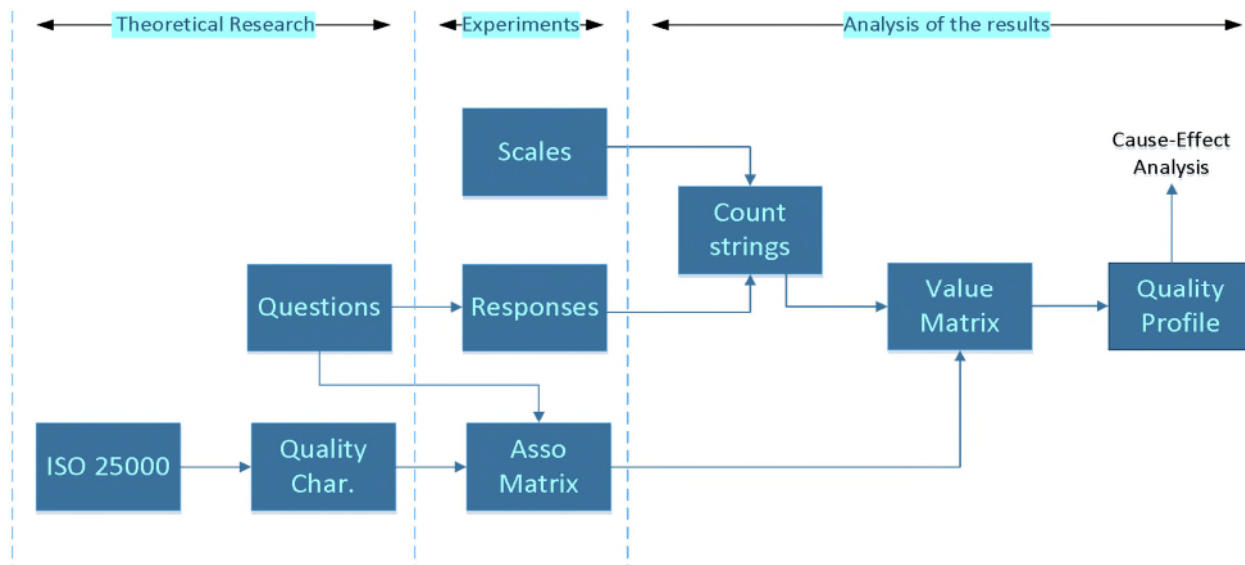 Theoretical Research
Experiments
Analysis of the results
Scales
Cause-Effect
Analysis
Count
strings
Questions
Responses
Value
Matrix
Quality
Profile
ISO 25000
Quality
Char.
Asso
Matrix